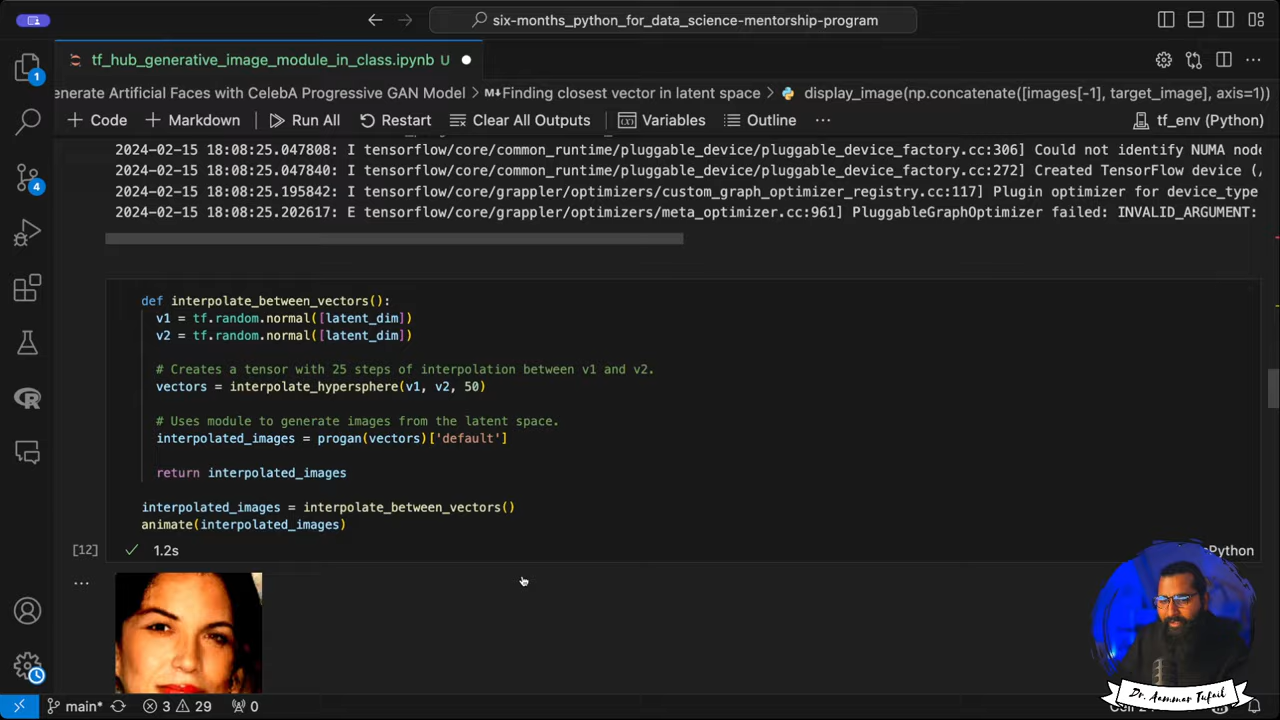 six-months_python_for_data_science-mentorship-program
tf_hub_generative_image_module_in_class.ipynb U
enerate Artificial Faces with CelebA Progressive GAN Model > Finding closest vector in latent space > display_image(np.concatenate([images[-1], target_image], axis=1))
Code Markdown Run All Restart Clear All Outputs Variables Outline ... tf_env (Python)
2024-02-15 18:08:25.047808: I tensorflow/core/common_runtime/pluggable_device/pluggable_device_factory.cc:306] Could not identify NUMA node
2024-02-15 18:08:25.047840: I tensorflow/core/common_runtime/pluggable_device/pluggable_device_factory.cc:272] Created TensorFlow device (/
2024-02-15 18:08:25.195842: I tensorflow/core/grappler/optimizers/custom_graph_optimizer_registry.cc:117] Plugin optimizer for device_type
2024-02-15 18:08:25.202617: E tensorflow/core/grappler/optimizers/meta_optimizer.cc:961] PluggableGraphOptimizer failed: INVALID_ARGUMENT:
def interpolate_between_vectors():
v1 = tf.random.normal([latent_dim])
v2 = tf.random.normal([latent_dim])
# Creates a tensor with 25 steps of interpolation between v1 and v2.
vectors = interpolate_hypersphere(v1, v2, 50)
# Uses module to generate images from the latent space.
interpolated_images = progan(vectors)['default']
return interpolated_images
interpolated_images = interpolate_between_vectors()
animate(interpolated_images)
[12] 1.2s Python
...
1
4
Dr. Aammar Tufail
main* 3 29 0